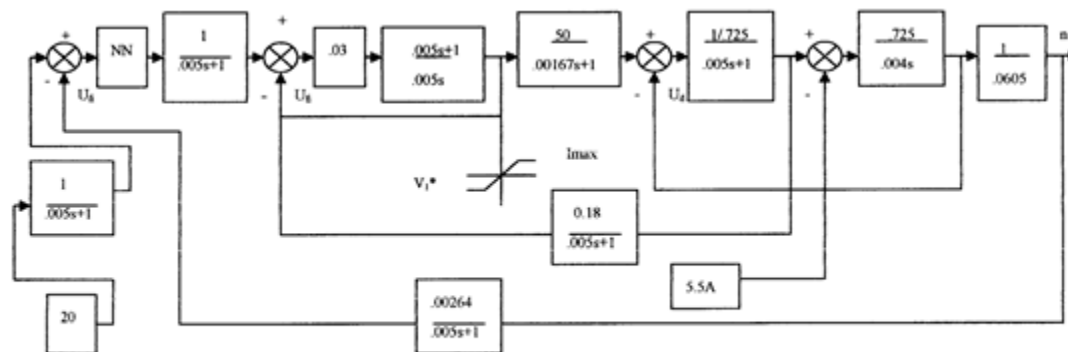 +
NN
1
.005s+1
-
+
.03
.005s+1
.005s
-
50
.00167s+1
+
1/.725
.005s+1
-
+
.725
.004s
-
1
.0605
n
Imax
V₁*
1
.005s+1
0.18
.005s+1
5.5A
20
.00264
.005s+1